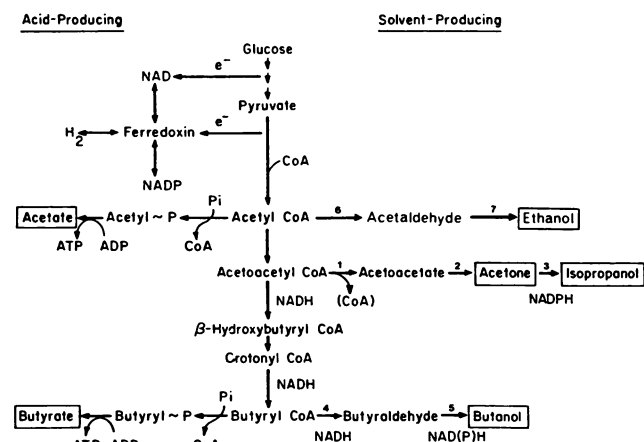 Acid-Producing Solvent-Producing
Glucose
NAD e⁻
Pyruvate
H₂ Ferredoxin e⁻
CoA
NADP
Pi 6 7
Acetate Acetyl ~ P Acetyl CoA Acetaldehyde Ethanol
ATP ADP CoA
1 2 3
Acetoacetyl CoA Acetoacetate Acetone Isopropanol
NADH (CoA) NADPH
β-Hydroxybutyryl CoA
Crotonyl CoA
NADH
Pi 4 5
Butyrate Butyryl ~ P Butyryl CoA Butyraldehyde Butanol
NADH NAD(P)H